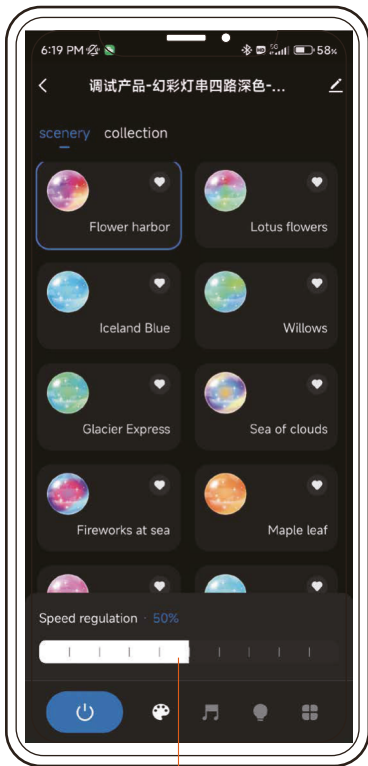 6:19 PM 58%
调试产品-幻彩灯串四路深色-...
scenery collection
Flower harbor Lotus flowers
Iceland Blue Willows
Glacier Express Sea of clouds
Fireworks at sea Maple leaf
Speed regulation · 50%